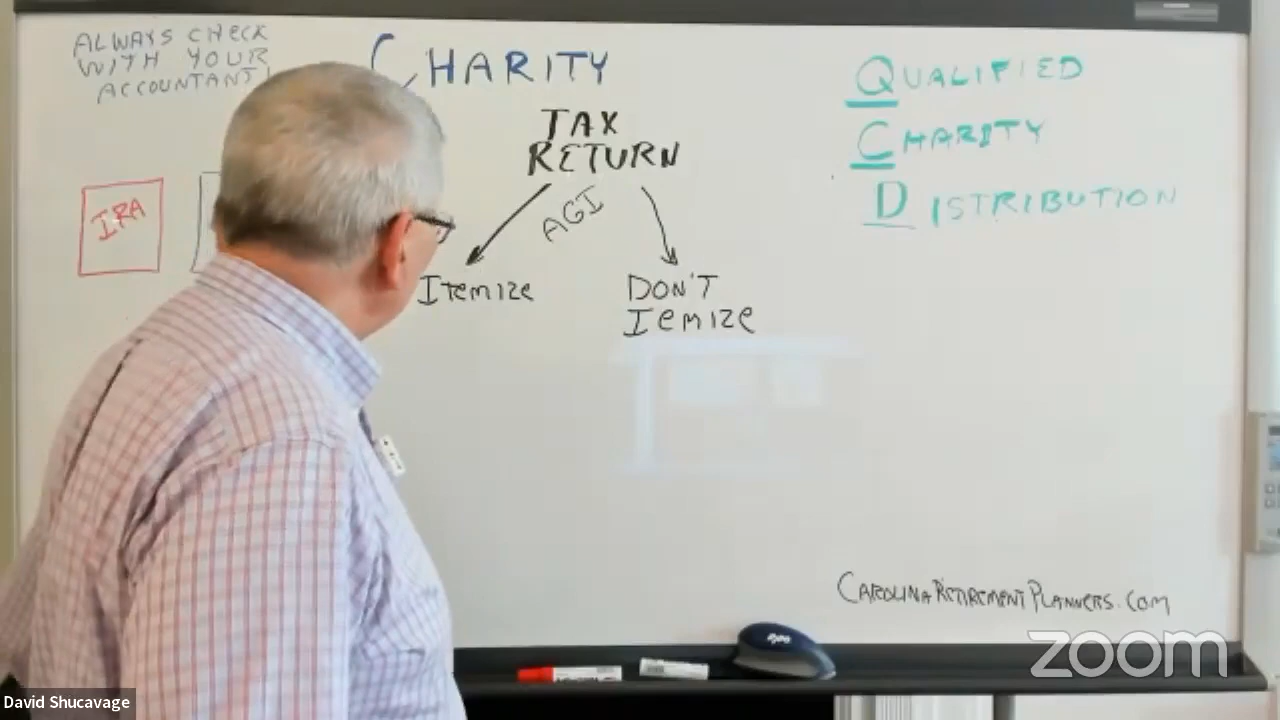 ALWAYS CHECK
WITH YOUR
ACCOUNTANT!
CHARITY
TAX
RETURN
AGI
ITEMIZE
DON'T
IEMIZE
IRA
QUALIFIED
CHARITY
DISTRIBUTION
CAROLINARETIREMENTPLANNERS.COM
expo
zoom
David Shucavage